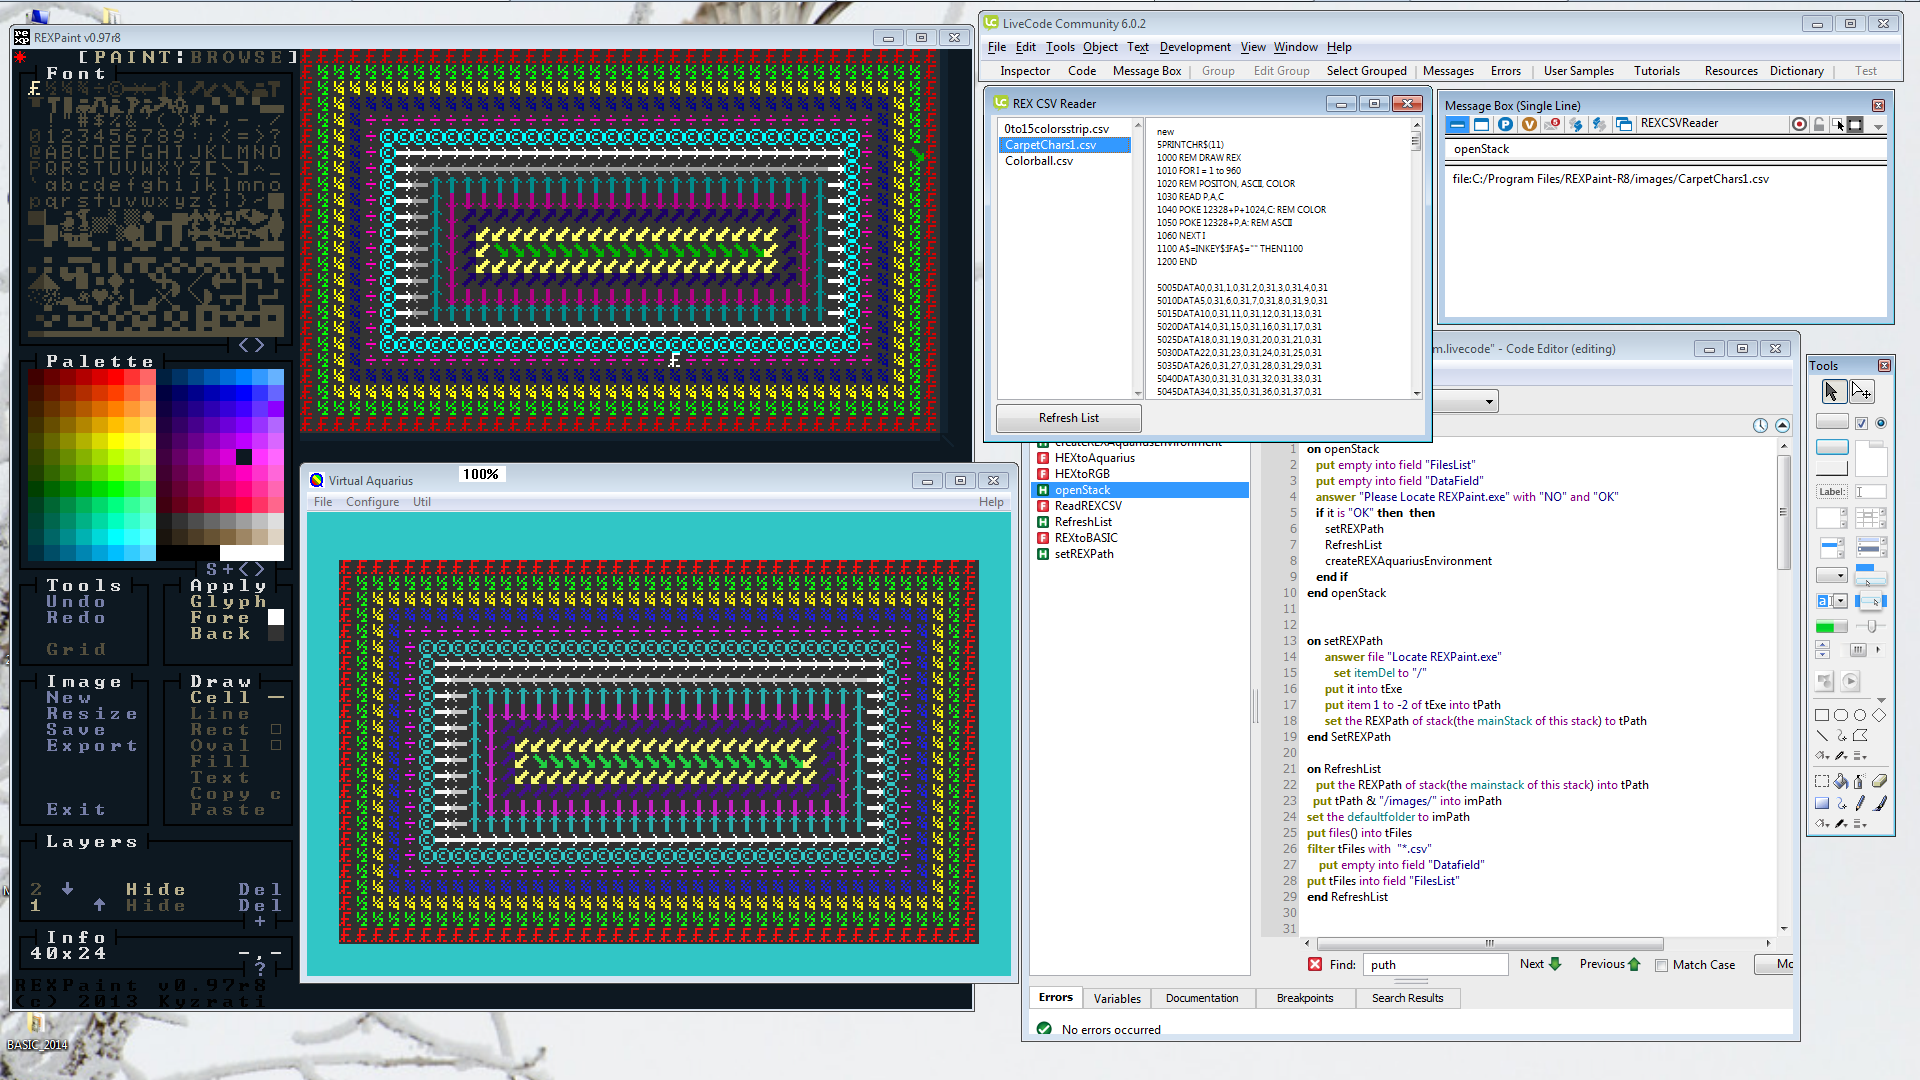 REXPaint v0.97r8
[PAINT:BROWSE]
Font
0123456789:;<=>?
@ABCDEFGHIJKLMNO
PQRSTUVWXYZ[\]^_
`abcdefghijklmno
pqrstuvwxyz{|}~
<>
Palette
S+<>
Tools
Undo
Redo
Grid
Apply
Glyph
Fore
Back
Image
New
Resize
Save
Export
Exit
Draw
Cell
Line
Rect
Oval
Fill
Text
Copy c
Paste
Layers
2 Hide Del
1 Hide Del
+
Info
40x24 -,-
?
REXPaint v0.97r8
(c) 2013 Kyzrati
BASIC_2014
Virtual Aquarius
100%
File Configure Util Help
LiveCode Community 6.0.2
File Edit Tools Object Text Development View Window Help
Inspector Code Message Box Group Edit Group Select Grouped Messages Errors User Samples Tutorials Resources Dictionary Test
REX CSV Reader
0to15colorsstrip.csv
CarpetChars1.csv
Colorball.csv
Refresh List
new
5PRINTCHR$(11)
1000 REM DRAW REX
1010 FOR I = 1 to 960
1020 REM POSITON, ASCII, COLOR
1030 READ P,A,C
1040 POKE 12328+P+1024,C: REM COLOR
1050 POKE 12328+P,A: REM ASCII
1060 NEXT I
1100 A$=INKEY$:IFA$="" THEN1100
1200 END
5005DATA0,0,31,1,0,31,2,0,31,3,0,31,4,0,31
5010DATA5,0,31,6,0,31,7,0,31,8,0,31,9,0,31
5015DATA10,0,31,11,0,31,12,0,31,13,0,31
5020DATA14,0,31,15,0,31,16,0,31,17,0,31
5025DATA18,0,31,19,0,31,20,0,31,21,0,31
5030DATA22,0,31,23,0,31,24,0,31,25,0,31
5035DATA26,0,31,27,0,31,28,0,31,29,0,31
5040DATA30,0,31,31,0,31,32,0,31,33,0,31
5045DATA34,0,31,35,0,31,36,0,31,37,0,31
Message Box (Single Line)
REXCSVReader
openStack
file:C:/Program Files/REXPaint-R8/images/CarpetChars1.csv
m.livecode" - Code Editor (editing)
createREXAquariusEnvironment
HEXtoAquarius
HEXtoRGB
openStack
ReadREXCSV
RefreshList
REXtoBASIC
setREXPath
1 on openStack
2 put empty into field "FilesList"
3 put empty into field "DataField"
4 answer "Please Locate REXPaint.exe" with "NO" and "OK"
5 if it is "OK" then then
6 setREXPath
7 RefreshList
8 createREXAquariusEnvironment
9 end if
10 end openStack
11
12
13 on setREXPath
14 answer file "Locate REXPaint.exe"
15 set itemDel to "/"
16 put it into tExe
17 put item 1 to -2 of tExe into tPath
18 set the REXPath of stack(the mainStack of this stack) to tPath
19 end SetREXPath
20
21 on RefreshList
22 put the REXPath of stack(the mainstack of this stack) into tPath
23 put tPath & "/images/" into imPath
24 set the defaultfolder to imPath
25 put files() into tFiles
26 filter tFiles with "*.csv"
27 put empty into field "Datafield"
28 put tFiles into field "FilesList"
29 end RefreshList
30
31
Find: puth Next Previous Match Case
Errors Variables Documentation Breakpoints Search Results
No errors occurred
Tools
Label: